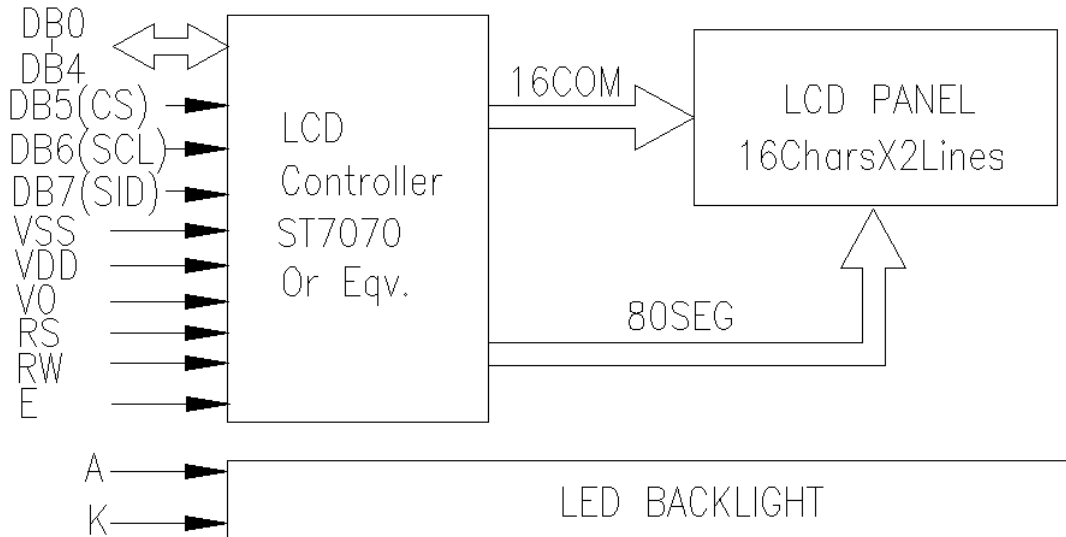 DB0
DB4
DB5(CS)
DB6(SCL)
DB7(SID)
VSS
VDD
VO
RS
RW
E
LCD
Controller
ST7070
Or Eqv.
16COM
80SEG
LCD PANEL
16CharsX2Lines
A
K
LED BACKLIGHT